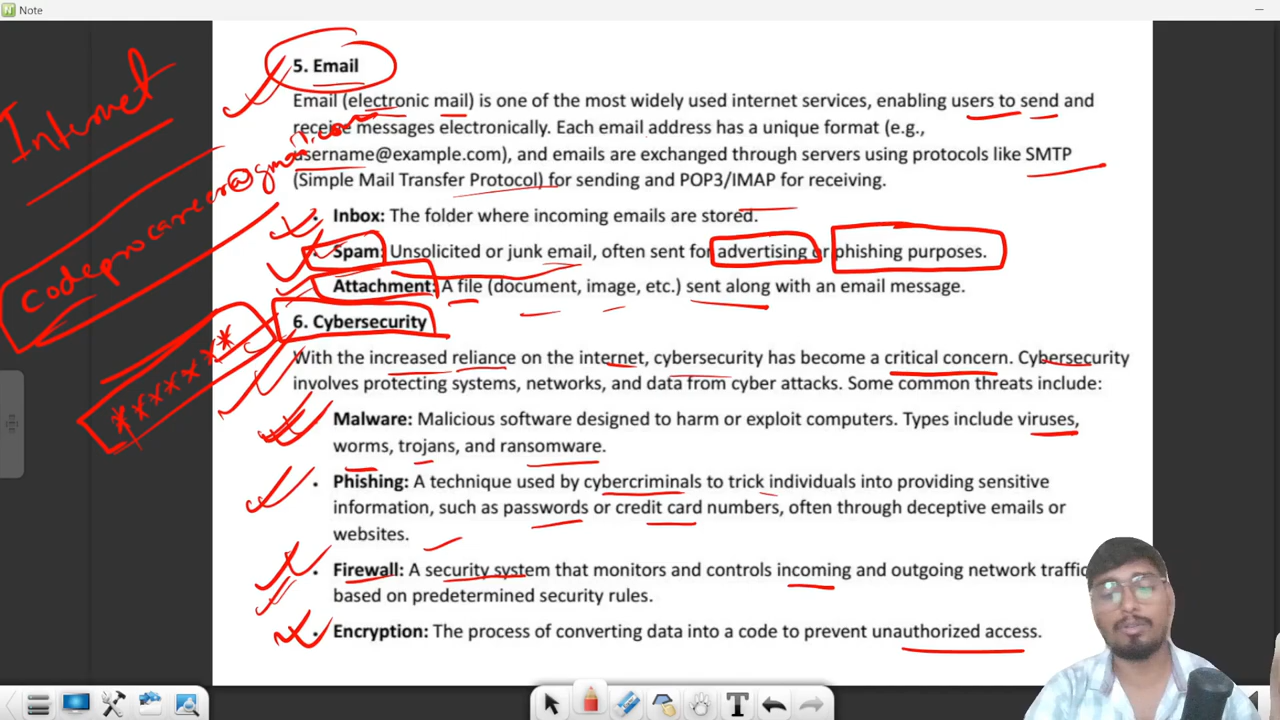 Note
Internet
codeprocareer@gmail.com
*******
5. Email
Email (electronic mail) is one of the most widely used internet services, enabling users to send and
receive messages electronically. Each email address has a unique format (e.g.,
username@example.com), and emails are exchanged through servers using protocols like SMTP
(Simple Mail Transfer Protocol) for sending and POP3/IMAP for receiving.
• Inbox: The folder where incoming emails are stored.
• Spam: Unsolicited or junk email, often sent for advertising or phishing purposes.
Attachment: A file (document, image, etc.) sent along with an email message.
6. Cybersecurity
With the increased reliance on the internet, cybersecurity has become a critical concern. Cybersecurity
involves protecting systems, networks, and data from cyber attacks. Some common threats include:
• Malware: Malicious software designed to harm or exploit computers. Types include viruses,
worms, trojans, and ransomware.
• Phishing: A technique used by cybercriminals to trick individuals into providing sensitive
information, such as passwords or credit card numbers, often through deceptive emails or
websites.
• Firewall: A security system that monitors and controls incoming and outgoing network traffic
based on predetermined security rules.
• Encryption: The process of converting data into a code to prevent unauthorized access.